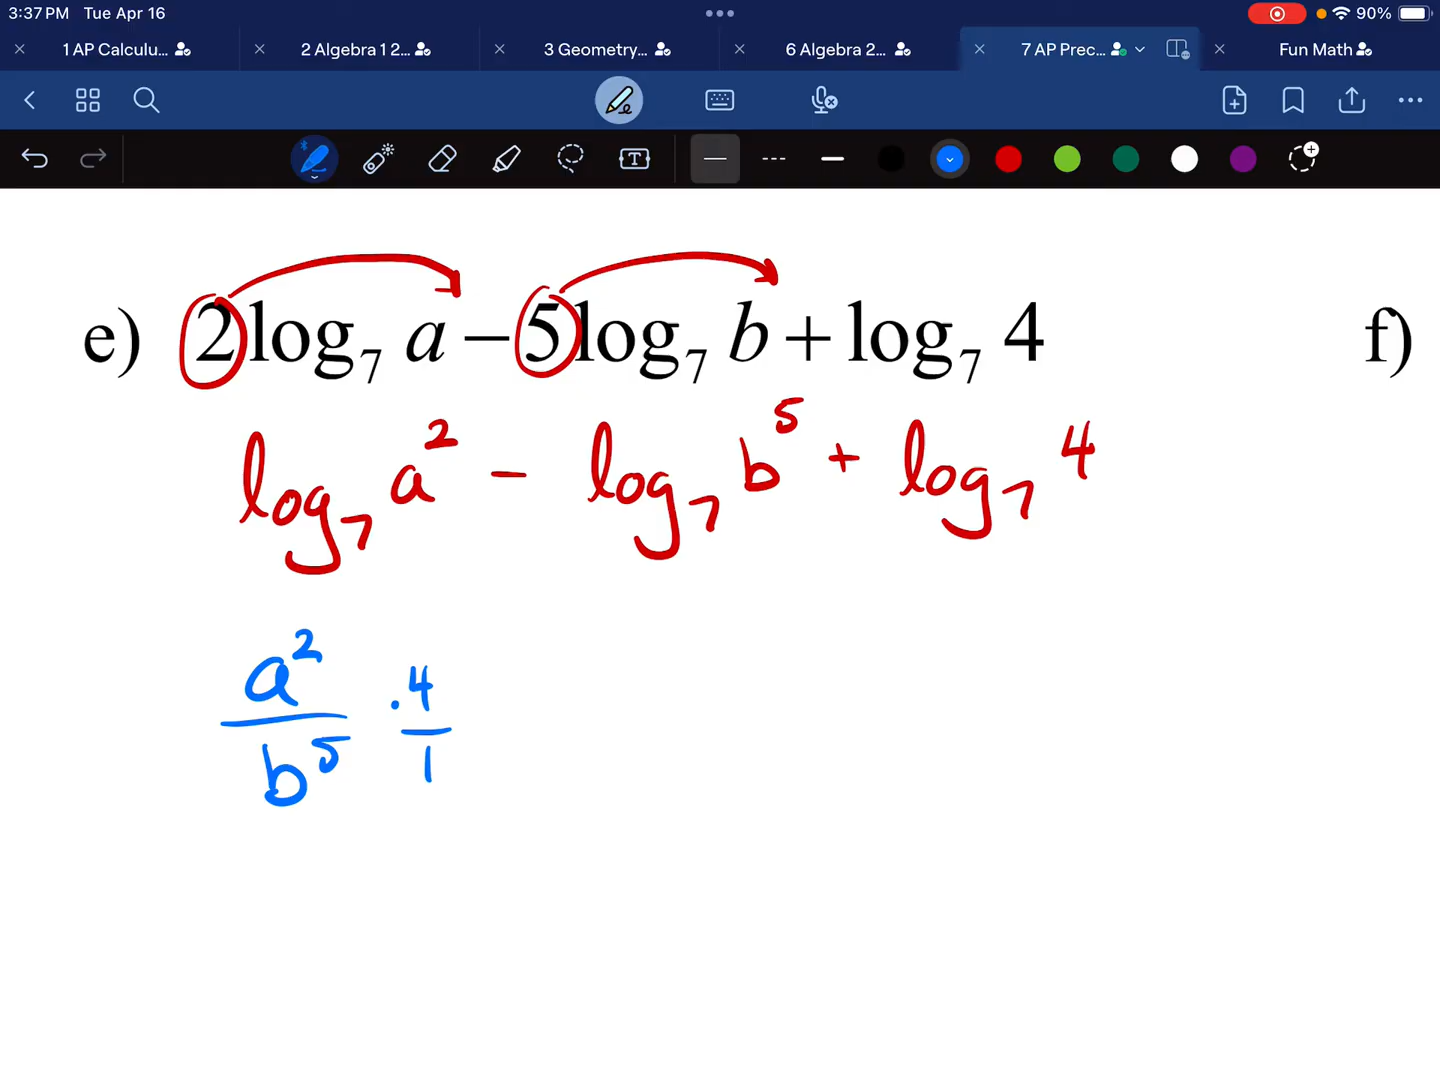 3:37 PM Tue Apr 16 90%
1 AP Calculu... 2 Algebra 1 2... 3 Geometry... 6 Algebra 2... 7 AP Prec... Fun Math
T
e) 2log₇ a − 5log₇ b + log₇ 4 f)
log₇ a² − log₇ b⁵ + log₇ 4
a² · 4
b⁵ 1